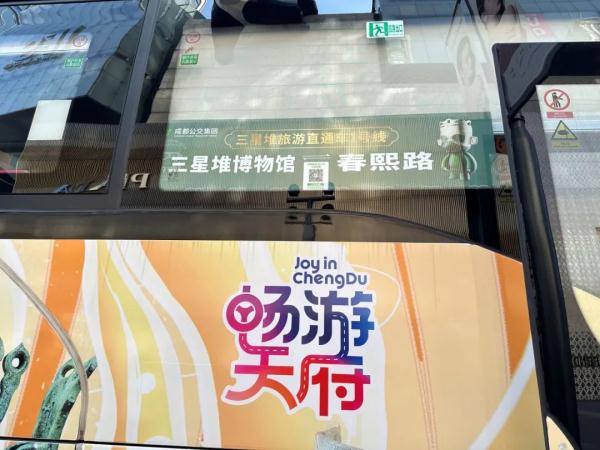 成都公交集团
三星堆旅游直通车1号线
三星堆博物馆
春熙路
Joy in
ChengDu
畅游
天府